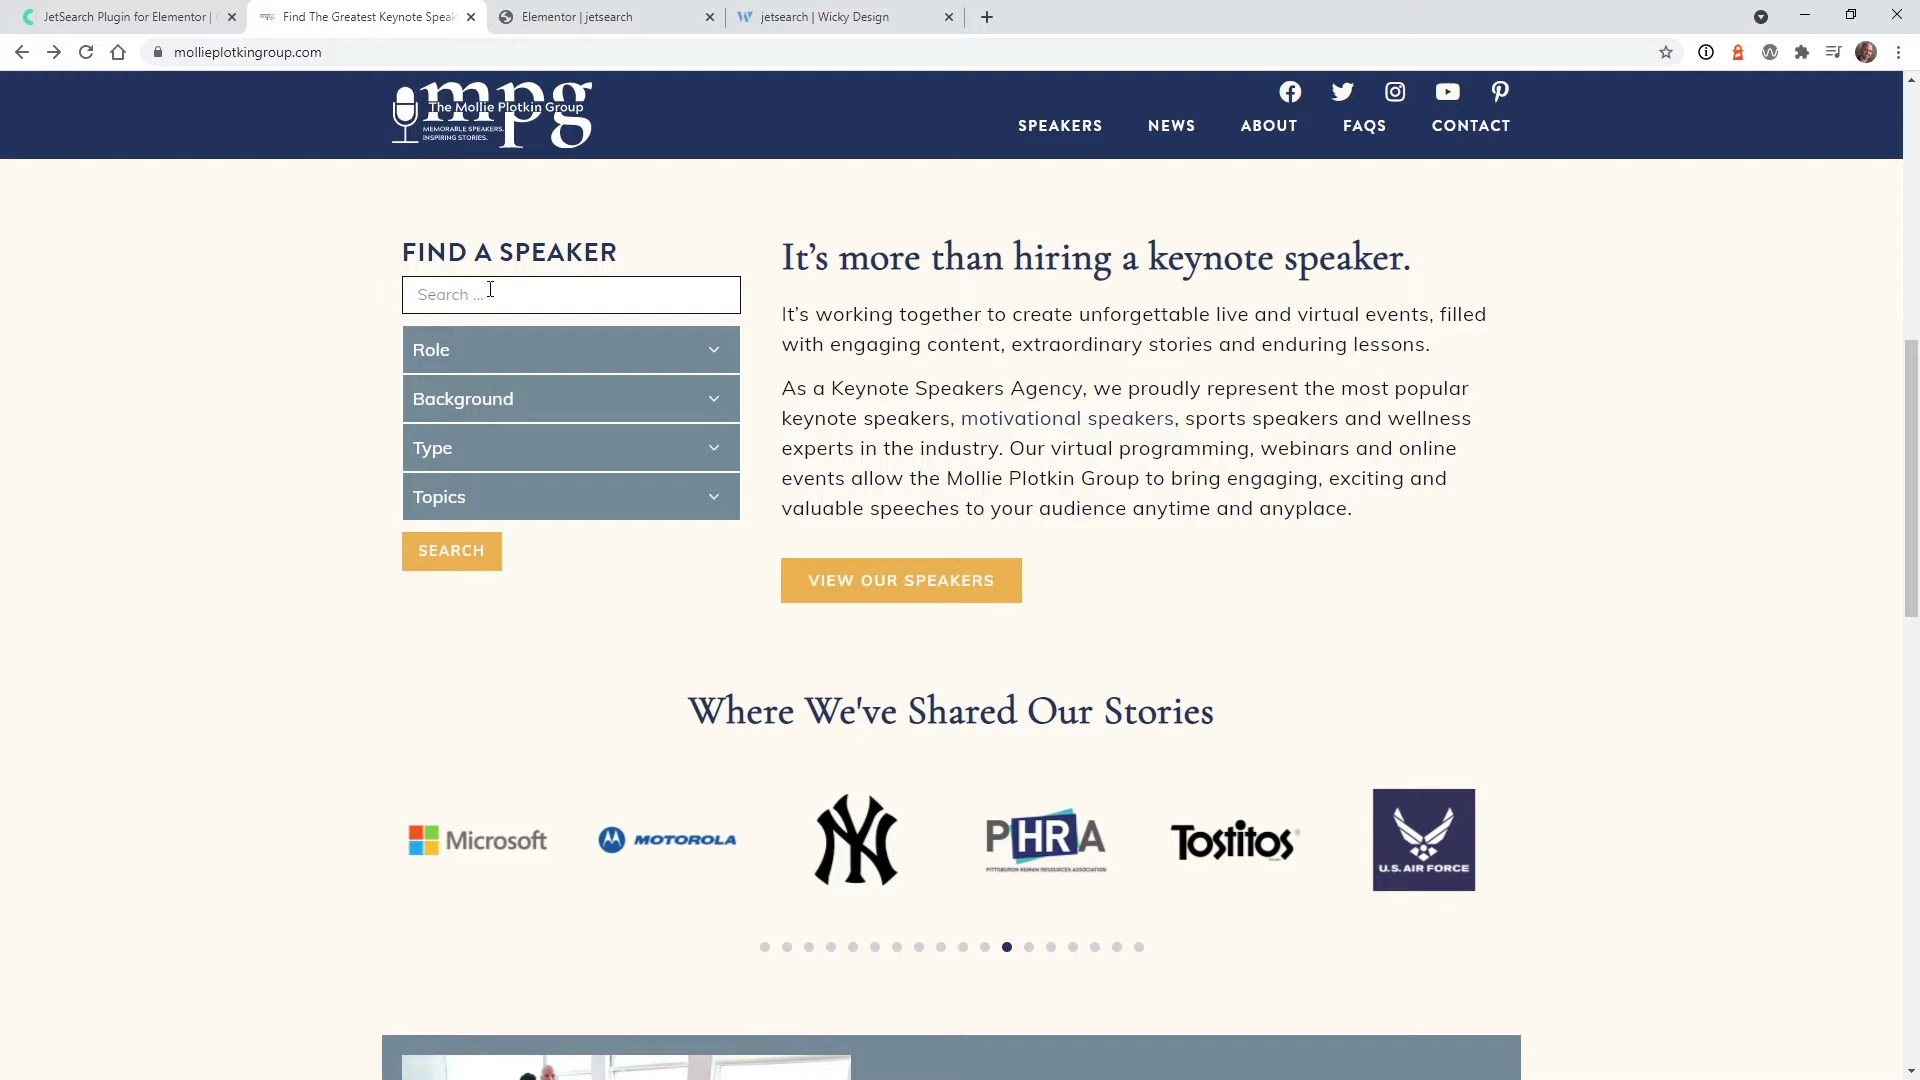 JetSearch Plugin for Elementor |
Find The Greatest Keynote Speak
Elementor | jetsearch
jetsearch | Wicky Design
mollieplotkingroup.com
mpg
The Mollie Plotkin Group
MEMORABLE SPEAKERS.
INSPIRING STORIES.
SPEAKERS
NEWS
ABOUT
FAQS
CONTACT
FIND A SPEAKER
Search ...
Role
Background
Type
Topics
SEARCH
It’s more than hiring a keynote speaker.
It’s working together to create unforgettable live and virtual events, filled
with engaging content, extraordinary stories and enduring lessons.
As a Keynote Speakers Agency, we proudly represent the most popular
keynote speakers, motivational speakers, sports speakers and wellness
experts in the industry. Our virtual programming, webinars and online
events allow the Mollie Plotkin Group to bring engaging, exciting and
valuable speeches to your audience anytime and anyplace.
VIEW OUR SPEAKERS
Where We've Shared Our Stories
Microsoft
MOTOROLA
NY
PHRA
PITTSBURGH HUMAN RESOURCES ASSOCIATION
Tostitos
U.S. AIR FORCE